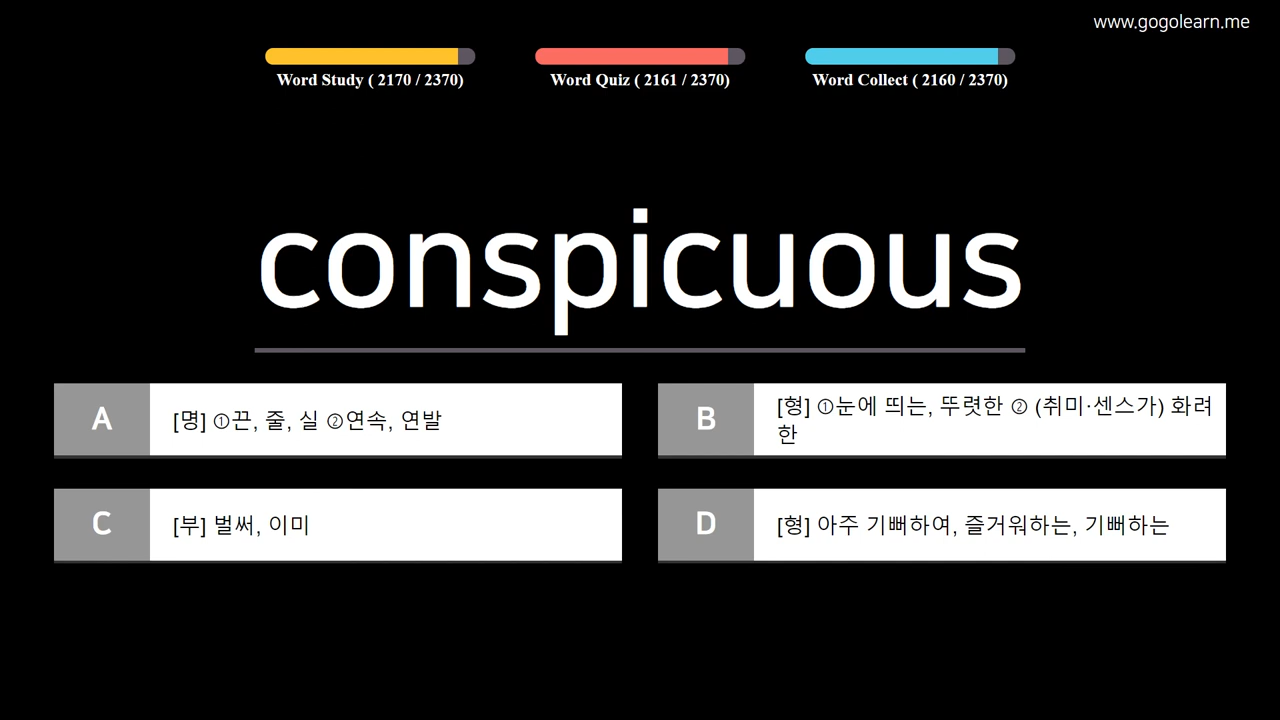 www.gogolearn.me
Word Study ( 2170 / 2370)
Word Quiz ( 2161 / 2370)
Word Collect ( 2160 / 2370)
conspicuous
A
[명] ①끈, 줄, 실 ②연속, 연발
B
[형] ①눈에 띄는, 뚜렷한 ② (취미·센스가) 화려
한
C
[부] 벌써, 이미
D
[형] 아주 기뻐하여, 즐거워하는, 기뻐하는